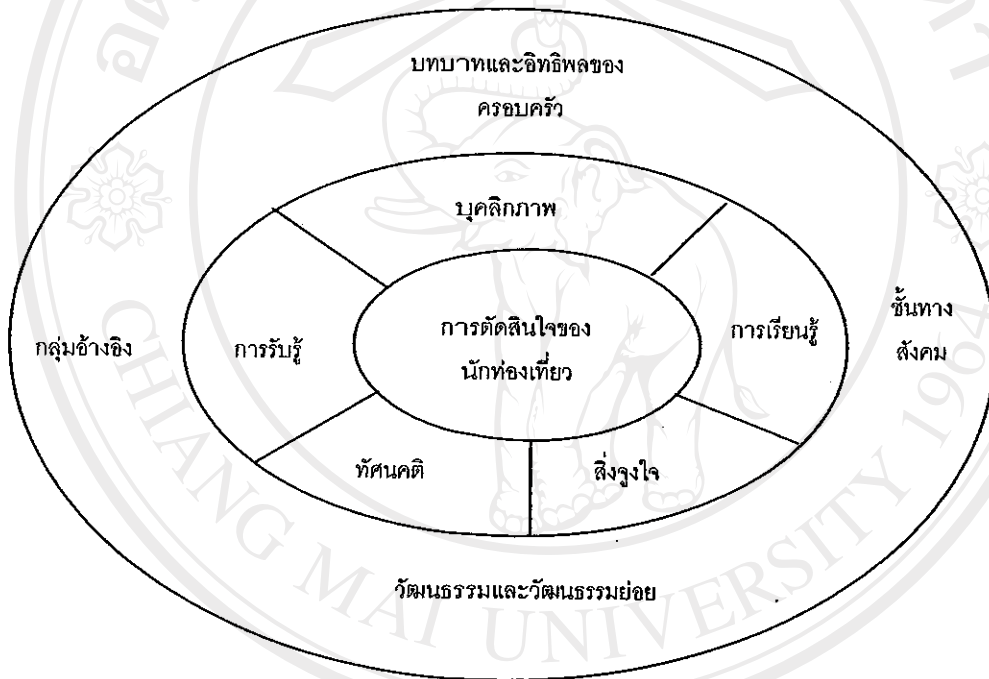 บทบาทและอิทธิพลของ
ครอบครัว
บุคลิกภาพ
กลุ่มอ้างอิง
การรับรู้
การตัดสินใจของ
นักท่องเที่ยว
การเรียนรู้
ชั้นทาง
สังคม
ทัศนคติ
สิ่งจูงใจ
วัฒนธรรมและวัฒนธรรมย่อย
CHIANG MAI UNIVERSITY 1964